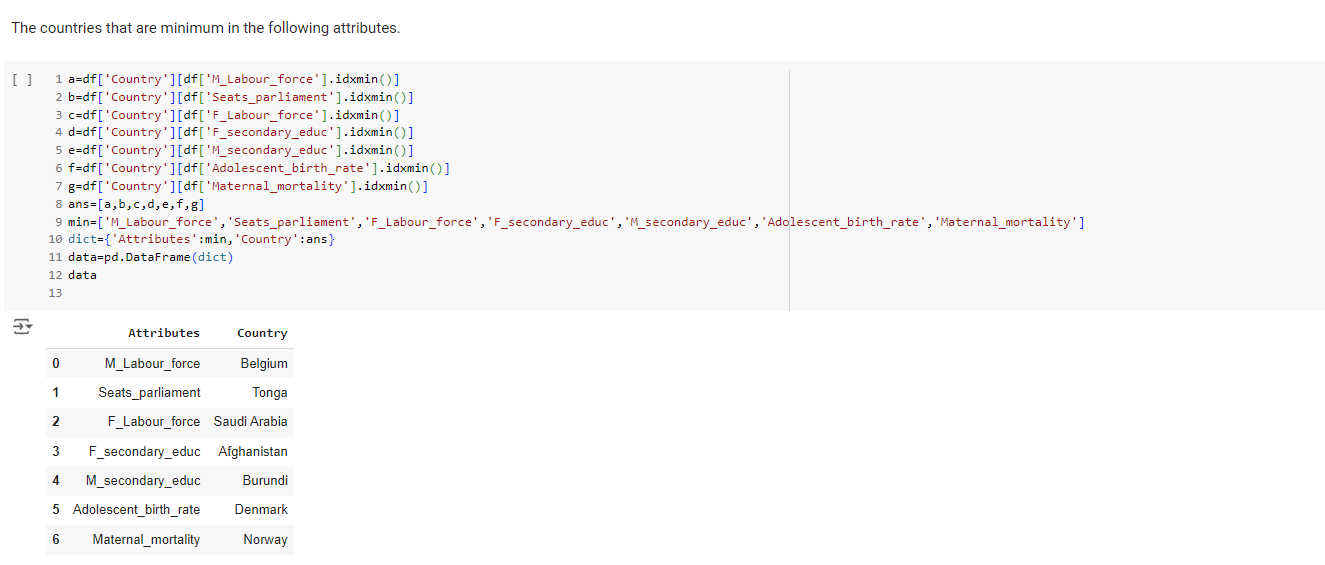 The countries that are minimum in the following attributes.
[ ] 1 a=df['Country'][df['M_Labour_force'].idxmin()]
2 b=df['Country'][df['Seats_parliament'].idxmin()]
3 c=df['Country'][df['F_Labour_force'].idxmin()]
4 d=df['Country'][df['F_secondary_educ'].idxmin()]
5 e=df['Country'][df['M_secondary_educ'].idxmin()]
6 f=df['Country'][df['Adolescent_birth_rate'].idxmin()]
7 g=df['Country'][df['Maternal_mortality'].idxmin()]
8 ans=[a,b,c,d,e,f,g]
9 min=['M_Labour_force','Seats_parliament','F_Labour_force','F_secondary_educ','M_secondary_educ','Adolescent_birth_rate','Maternal_mortality']
10 dict={'Attributes':min,'Country':ans}
11 data=pd.DataFrame(dict)
12 data
13
Attributes Country
0 M_Labour_force Belgium
1 Seats_parliament Tonga
2 F_Labour_force Saudi Arabia
3 F_secondary_educ Afghanistan
4 M_secondary_educ Burundi
5 Adolescent_birth_rate Denmark
6 Maternal_mortality Norway